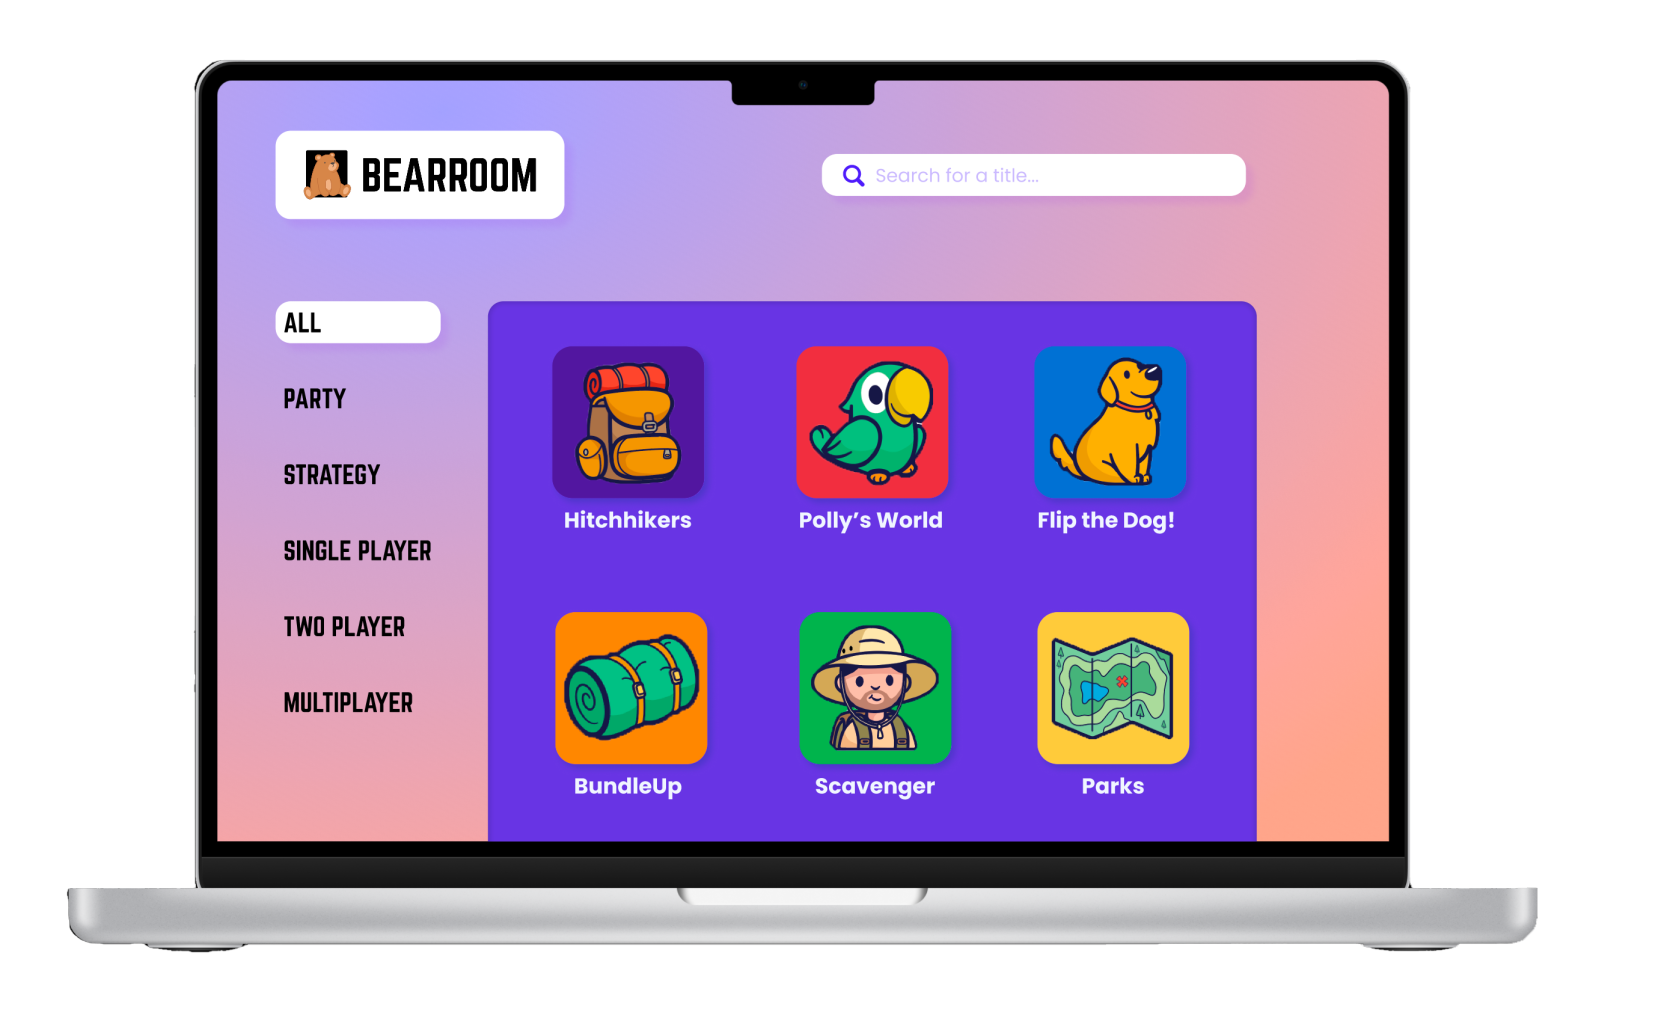 BEARROOM
Search for a title...
ALL
PARTY
STRATEGY
SINGLE PLAYER
TWO PLAYER
MULTIPLAYER
Hitchhikers
Polly’s World
Flip the Dog!
BundleUp
Scavenger
Parks